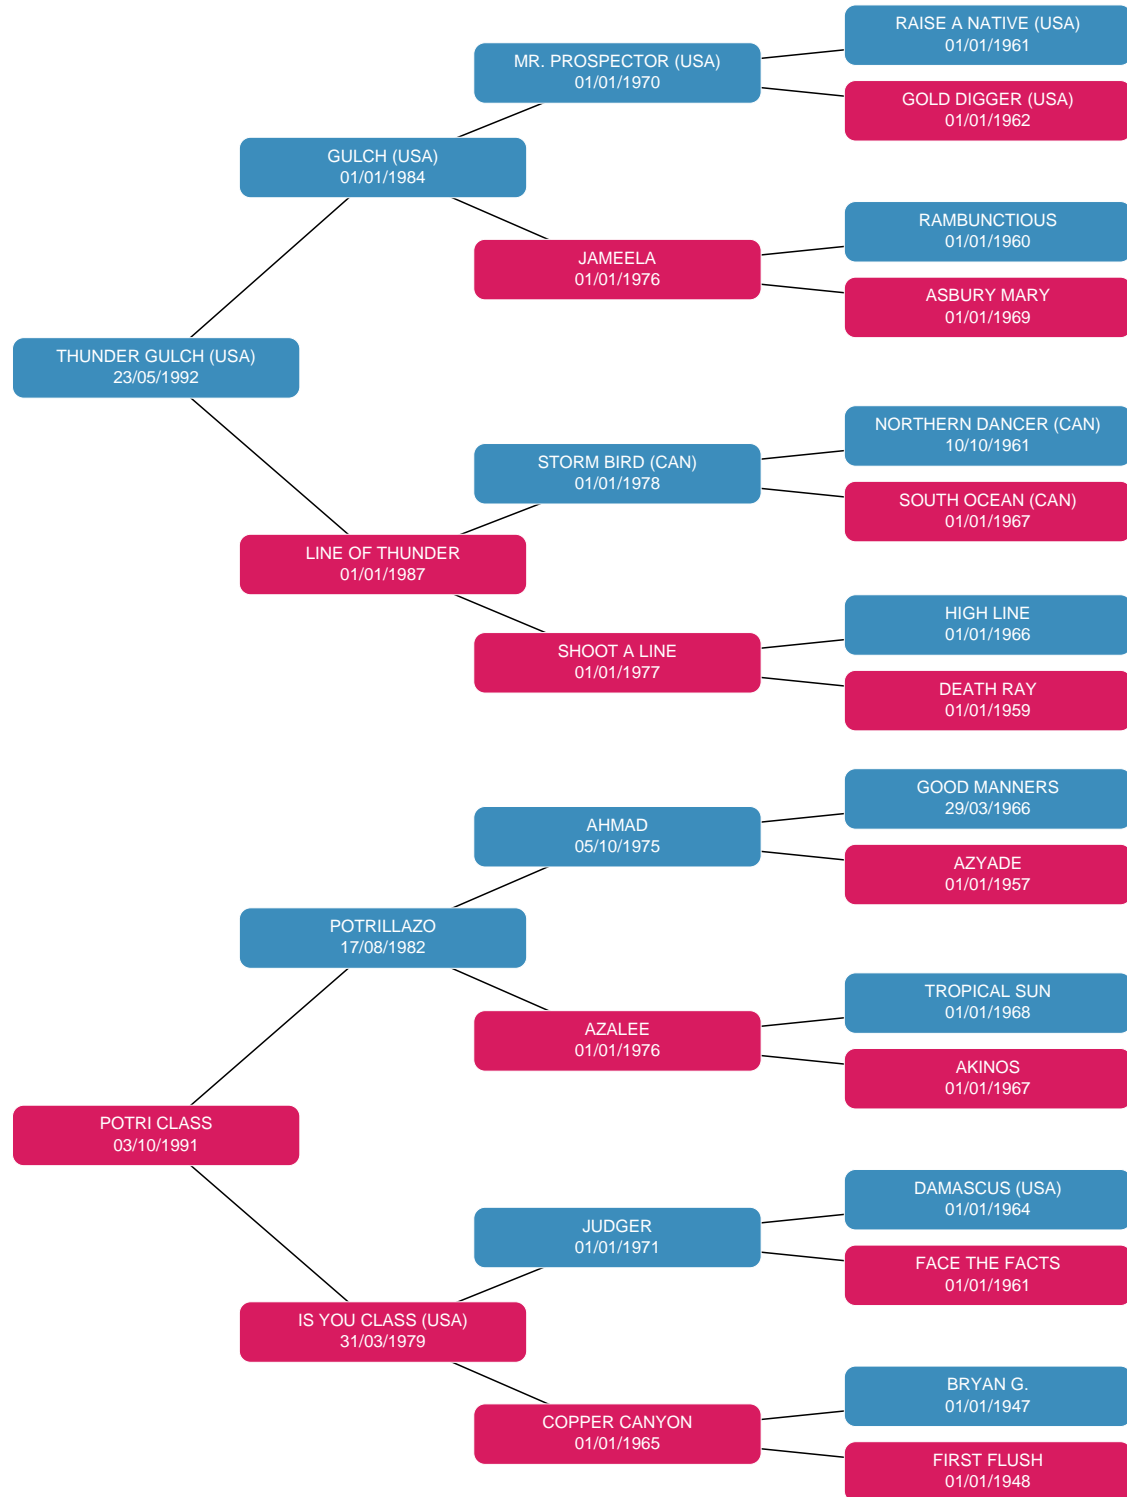 RAISE A NATIVE (USA)
01/01/1961
MR. PROSPECTOR (USA)
01/01/1970
GOLD DIGGER (USA)
01/01/1962
GULCH (USA)
01/01/1984
RAMBUNCTIOUS
01/01/1960
JAMEELA
01/01/1976
ASBURY MARY
01/01/1969
THUNDER GULCH (USA)
23/05/1992
NORTHERN DANCER (CAN)
10/10/1961
STORM BIRD (CAN)
01/01/1978
SOUTH OCEAN (CAN)
01/01/1967
LINE OF THUNDER
01/01/1987
HIGH LINE
01/01/1966
SHOOT A LINE
01/01/1977
DEATH RAY
01/01/1959
GOOD MANNERS
29/03/1966
AHMAD
05/10/1975
AZYADE
01/01/1957
POTRILLAZO
17/08/1982
TROPICAL SUN
01/01/1968
AZALEE
01/01/1976
AKINOS
01/01/1967
POTRI CLASS
03/10/1991
DAMASCUS (USA)
01/01/1964
JUDGER
01/01/1971
FACE THE FACTS
01/01/1961
IS YOU CLASS (USA)
31/03/1979
BRYAN G.
01/01/1947
COPPER CANYON
01/01/1965
FIRST FLUSH
01/01/1948